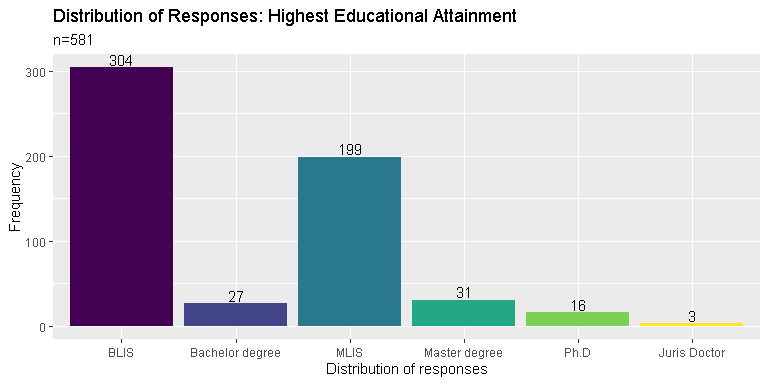 Distribution of Responses: Highest Educational Attainment
n=581
Frequency
300
200
100
0
304
27
199
31
16
3
BLIS
Bachelor degree
MLIS
Master degree
Ph.D
Juris Doctor
Distribution of responses